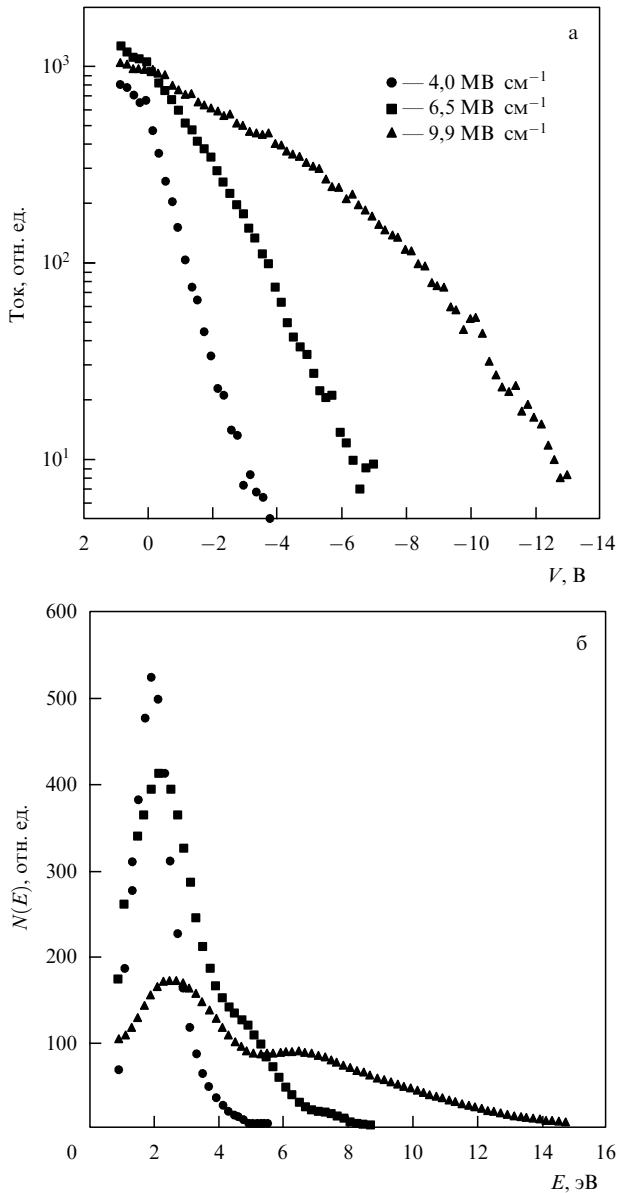 а
10³
10²
10¹
Ток, отн. ед.
● — 4,0 МВ см⁻¹
■ — 6,5 МВ см⁻¹
▲ — 9,9 МВ см⁻¹
2 0 −2 −4 −6 −8 −10 −12 −14
V, В
б
600
500
400
300
200
100
N(E), отн. ед.
0 2 4 6 8 10 12 14 16
E, эВ